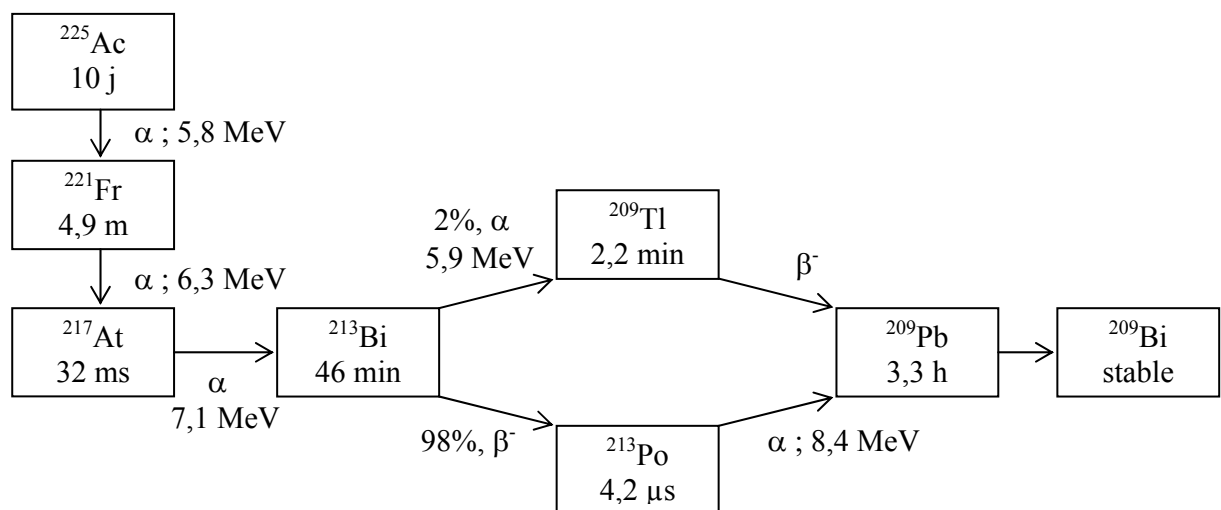 ²²⁵Ac
10 j
α ; 5,8 MeV
²²¹Fr
4,9 m
α ; 6,3 MeV
²¹⁷At
32 ms
α
7,1 MeV
²¹³Bi
46 min
2%, α
5,9 MeV
²⁰⁹Tl
2,2 min
β⁻
98%, β⁻
²¹³Po
4,2 µs
α ; 8,4 MeV
²⁰⁹Pb
3,3 h
²⁰⁹Bi
stable